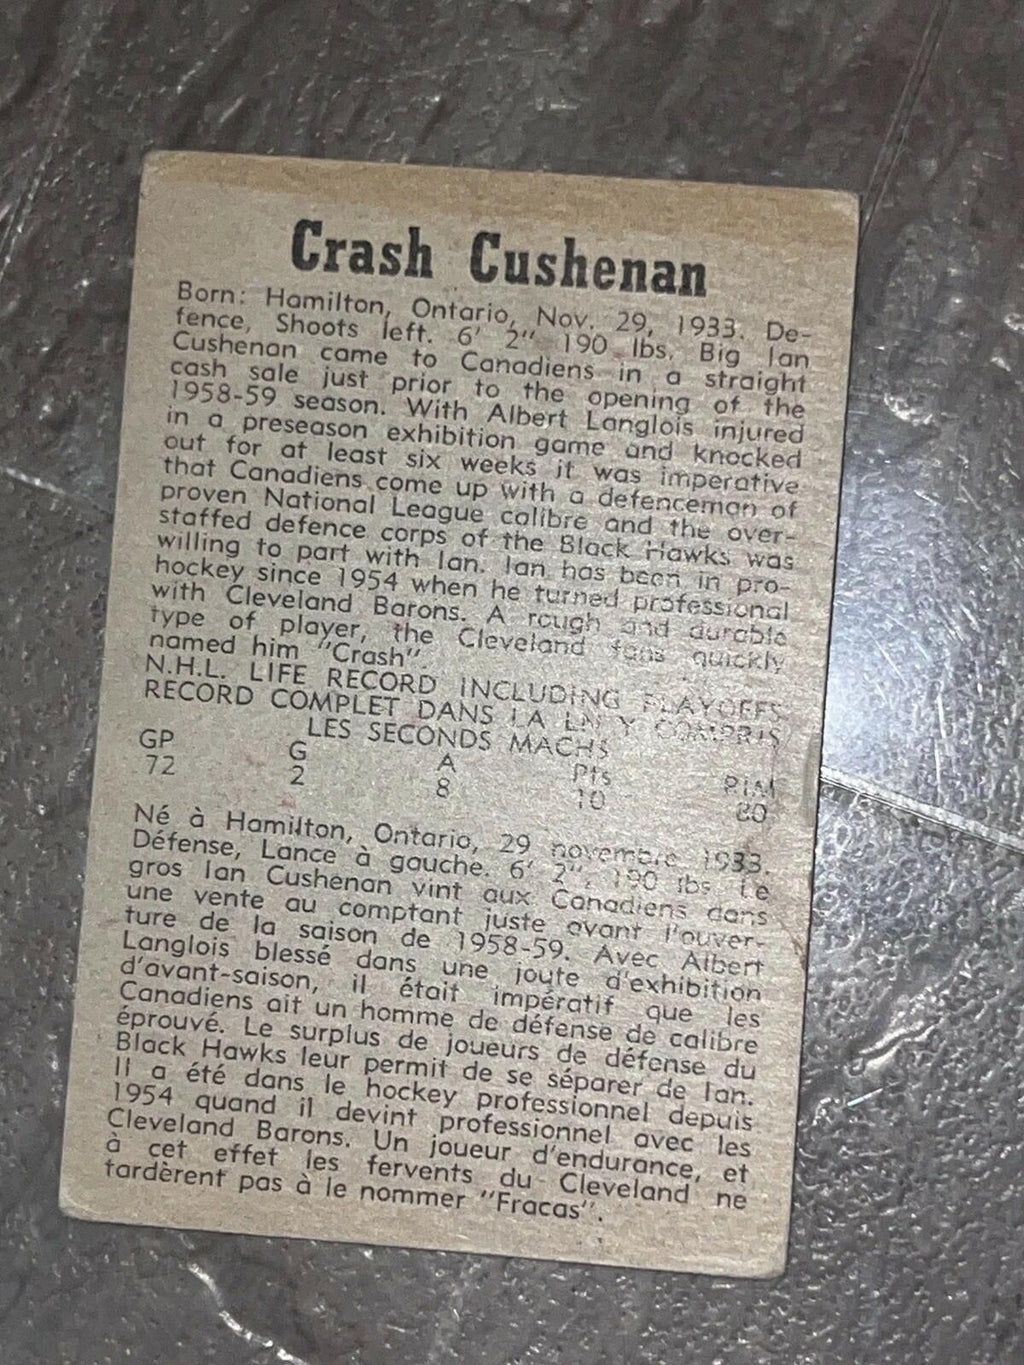 Crash Cushenan
Born: Hamilton, Ontario, Nov. 29, 1933. De-
fence, Shoots left. 6' 2" 190 lbs. Big Ian
Cushenan came to Canadiens in a straight
cash sale just prior to the opening of the
1958-59 season. With Albert Langlois injured
in a preseason exhibition game and knocked
out for at least six weeks it was imperative
that Canadiens come up with a defenceman of
proven National League calibre and the over-
staffed defence corps of the Black Hawks was
willing to part with Ian. Ian has been in pro-
hockey since 1954 when he turned professional
with Cleveland Barons. A rough and durable
type of player, the Cleveland fans quickly
named him "Crash".
N.H.L. LIFE RECORD INCLUDING PLAYOFFS
RECORD COMPLET DANS LA LNH Y COMPRIS
LES SECONDS MACHS
GP G A Pts PIM
72 2 8 10 80
Né à Hamilton, Ontario, 29 novembre 1933.
Défense, Lance à gauche. 6' 2", 190 lbs. Le
gros Ian Cushenan vint aux Canadiens dans
une vente au comptant juste avant l'ouver-
ture de la saison de 1958-59. Avec Albert
Langlois blessé dans une joute d'exhibition
d'avant-saison, il était impératif que les
Canadiens ait un homme de défense de calibre
éprouvé. Le surplus de joueurs de défense du
Black Hawks leur permit de se séparer de Ian.
Il a été dans le hockey professionnel depuis
1954 quand il devint professionnel avec les
Cleveland Barons. Un joueur d'endurance, et
à cet effet les fervents du Cleveland ne
tardèrent pas à le nommer "Fracas".